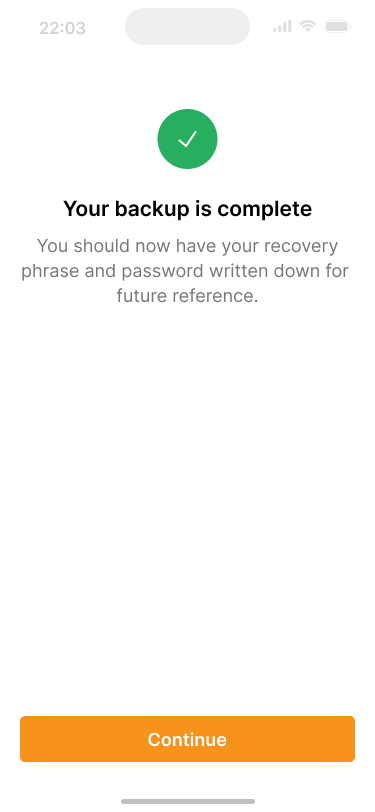 22:03
Your backup is complete
You should now have your recovery
phrase and password written down for
future reference.
Continue